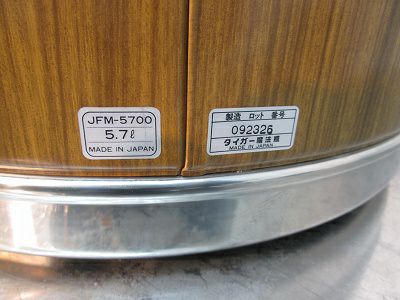 JFM-5700
5.7ℓ
MADE IN JAPAN
製造 ロット 番号
092326
タイガー魔法瓶
MADE IN JAPAN